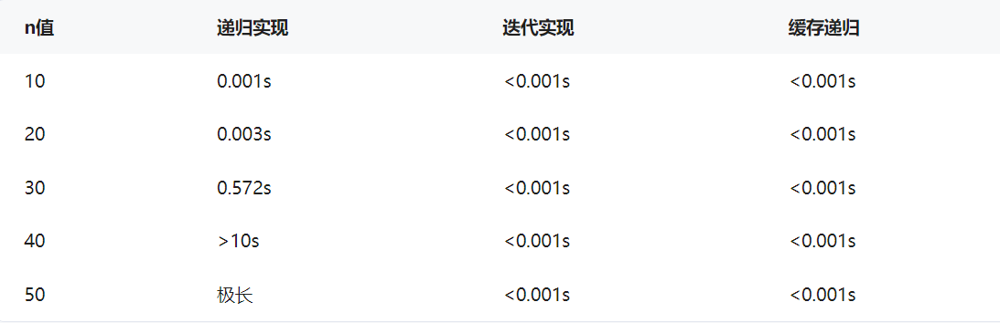 n值 递归实现 迭代实现 缓存递归
10 0.001s <0.001s <0.001s
20 0.003s <0.001s <0.001s
30 0.572s <0.001s <0.001s
40 >10s <0.001s <0.001s
50 极长 <0.001s <0.001s